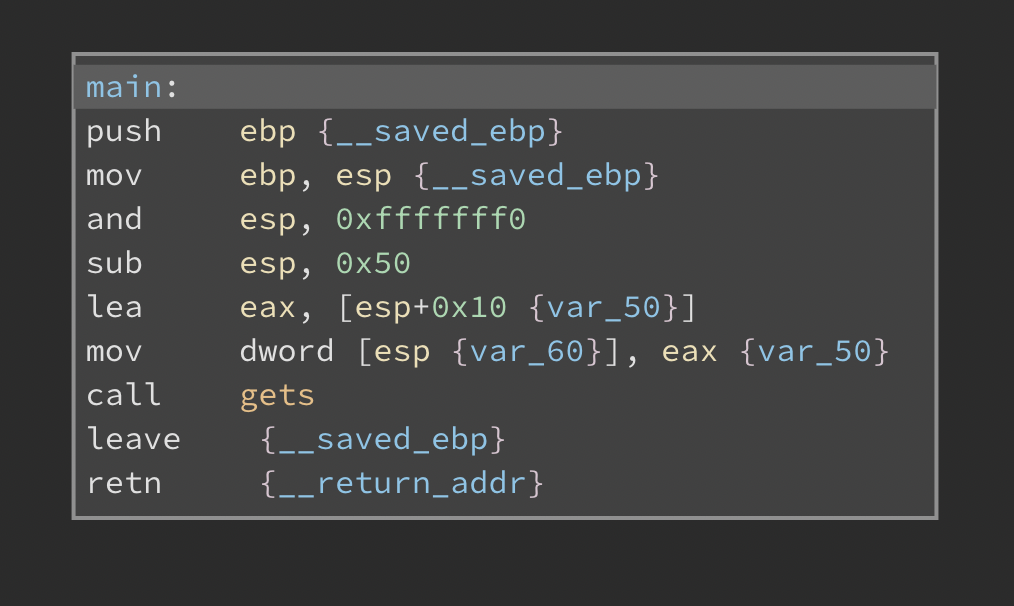 main:
push    ebp {__saved_ebp}
mov     ebp, esp {__saved_ebp}
and     esp, 0xfffffff0
sub     esp, 0x50
lea     eax, [esp+0x10 {var_50}]
mov     dword [esp {var_60}], eax {var_50}
call    gets
leave    {__saved_ebp}
retn     {__return_addr}